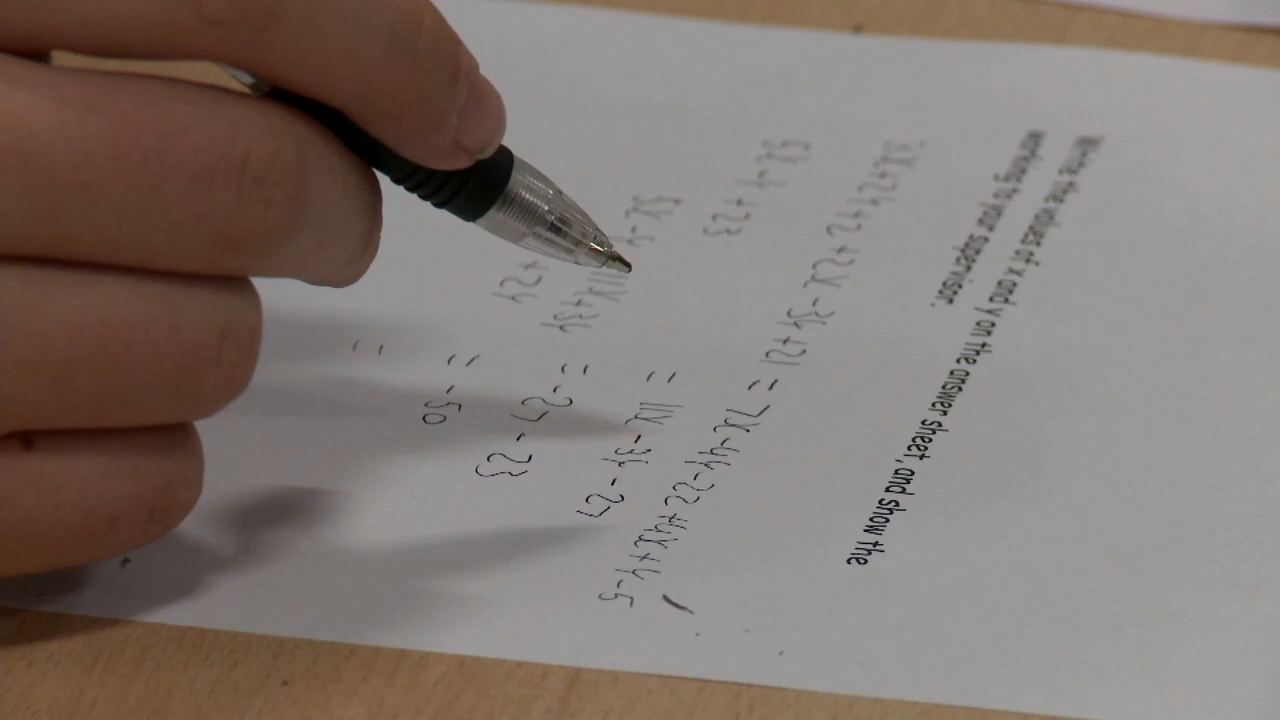 Write the values of x and y on the answer sheet, and show the
working to your supervisor.
3x+2y+2+2x-3y+21 = 7x-4y-22+4x+y-5
5x-y+23 = 11x-3y-27
5x-y-11x+3y = -27-23
+2y = -50
=